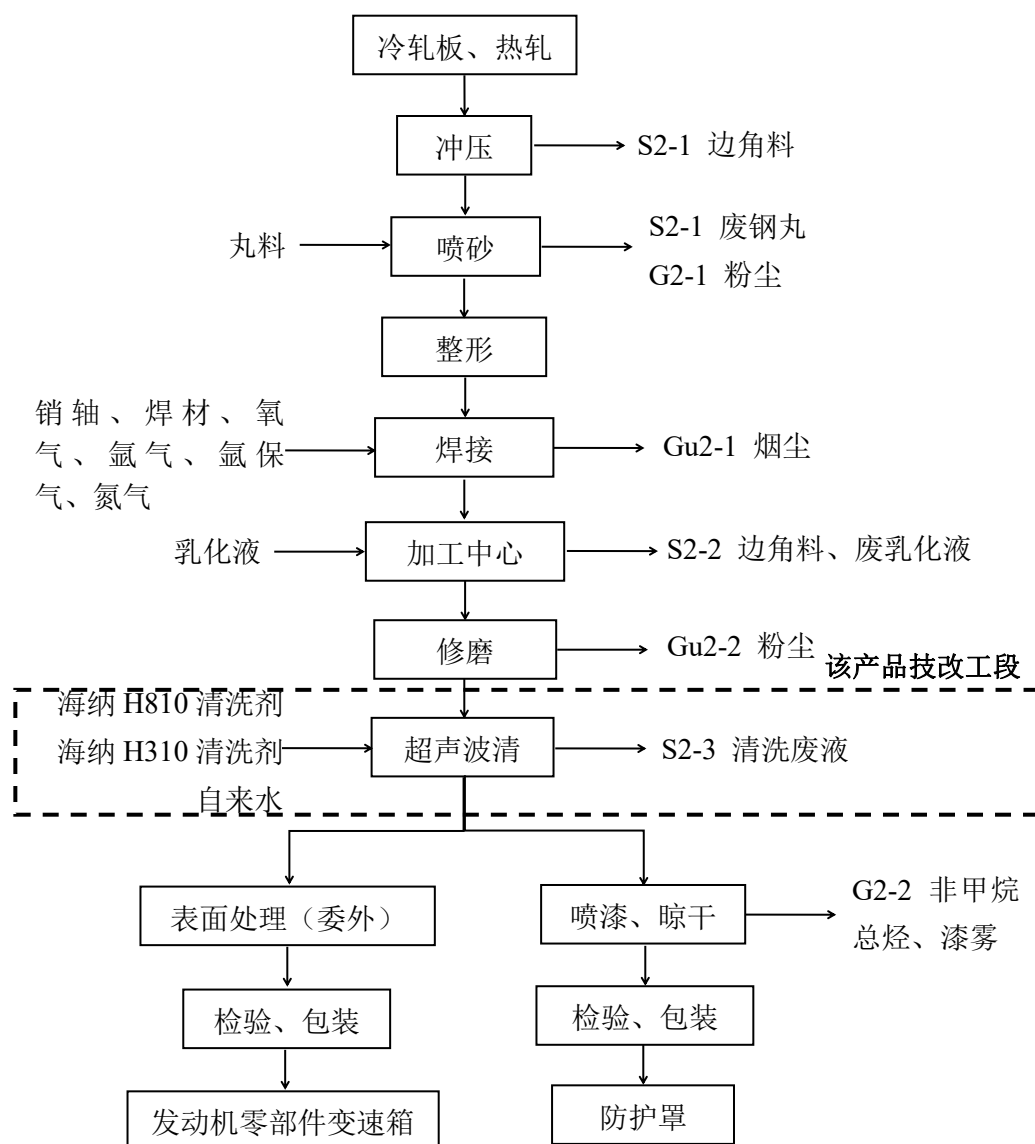 冷轧板、热轧
冲压
S2-1 边角料
丸料
喷砂
S2-1 废钢丸
G2-1 粉尘
整形
销轴、焊材、氧
气、氩气、氩保
气、氮气
焊接
Gu2-1 烟尘
乳化液
加工中心
S2-2 边角料、废乳化液
修磨
Gu2-2 粉尘
该产品技改工段
海纳 H810 清洗剂
海纳 H310 清洗剂
自来水
超声波清
S2-3 清洗废液
表面处理（委外）
喷漆、晾干
G2-2 非甲烷
总烃、漆雾
检验、包装
检验、包装
发动机零部件变速箱
防护罩